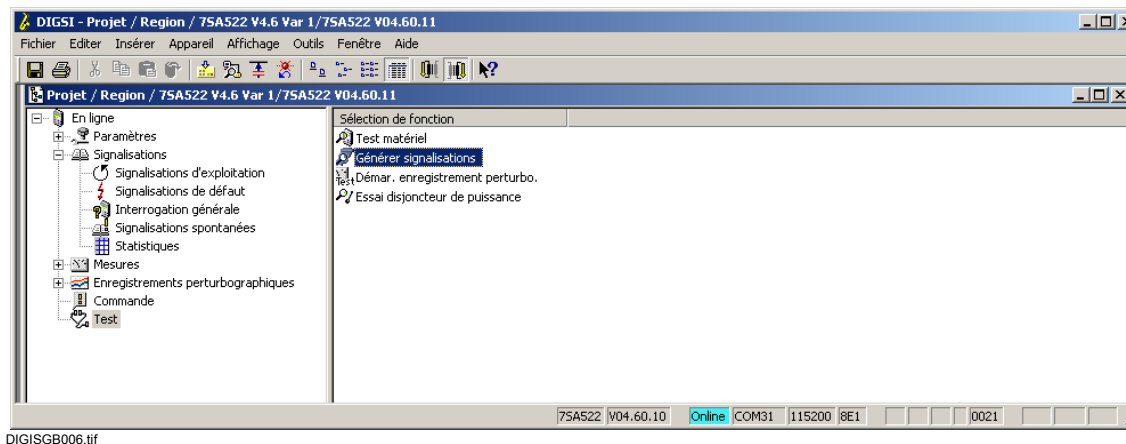 DIGSI - Projet / Region / 7SA522 V4.6 Var 1/7SA522 V04.60.11
Fichier Editer Insérer Appareil Affichage Outils Fenêtre Aide
Projet / Region / 7SA522 V4.6 Var 1/7SA522 V04.60.11
En ligne
Paramètres
Signalisations
Signalisations d'exploitation
Signalisations de défaut
Interrogation générale
Signalisations spontanées
Statistiques
Mesures
Enregistrements perturbographiques
Commande
Test
Sélection de fonction
Test matériel
Générer signalisations
Test Démar. enregistrement perturbo.
Essai disjoncteur de puissance
7SA522 V04.60.10 Online COM31 115200 8E1 0021
DIGISGB006.tif